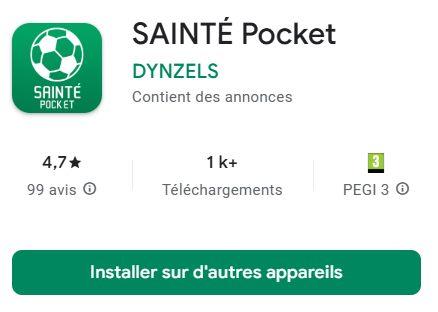 SAINTÉ Pocket
DYNZELS
Contient des annonces
SAINTÉ
POCKET
4,7★
99 avis
1 k+
Téléchargements
3
PEGI 3
Installer sur d'autres appareils